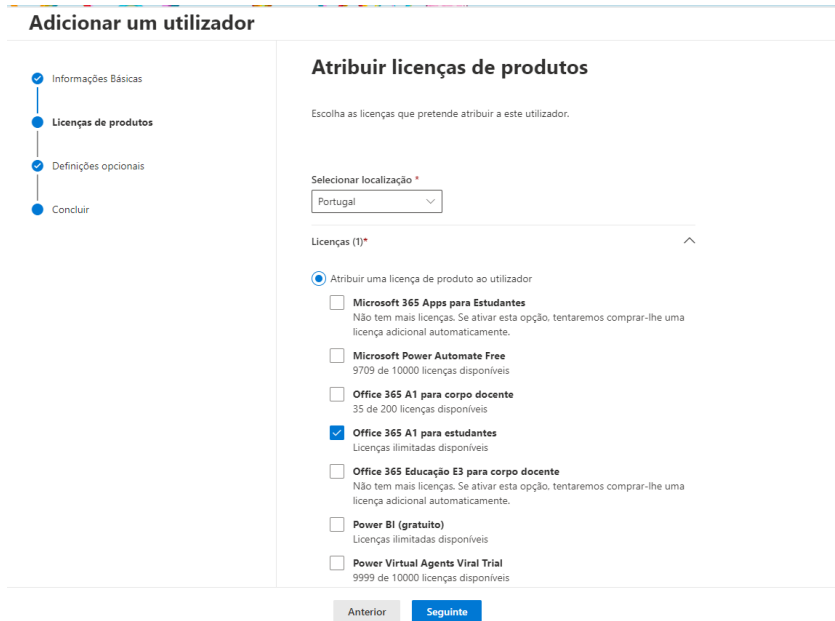 Adicionar um utilizador
Informações Básicas
Licenças de produtos
Definições opcionais
Concluir
Atribuir licenças de produtos
Escolha as licenças que pretende atribuir a este utilizador.
Selecionar localização *
Portugal
Licenças (1)*
Atribuir uma licença de produto ao utilizador
Microsoft 365 Apps para Estudantes
Não tem mais licenças. Se ativar esta opção, tentaremos comprar-lhe uma
licença adicional automaticamente.
Microsoft Power Automate Free
9709 de 10000 licenças disponíveis
Office 365 A1 para corpo docente
35 de 200 licenças disponíveis
Office 365 A1 para estudantes
Licenças ilimitadas disponíveis
Office 365 Educação E3 para corpo docente
Não tem mais licenças. Se ativar esta opção, tentaremos comprar-lhe uma
licença adicional automaticamente.
Power BI (gratuito)
Licenças ilimitadas disponíveis
Power Virtual Agents Viral Trial
9999 de 10000 licenças disponíveis
Anterior
Seguinte